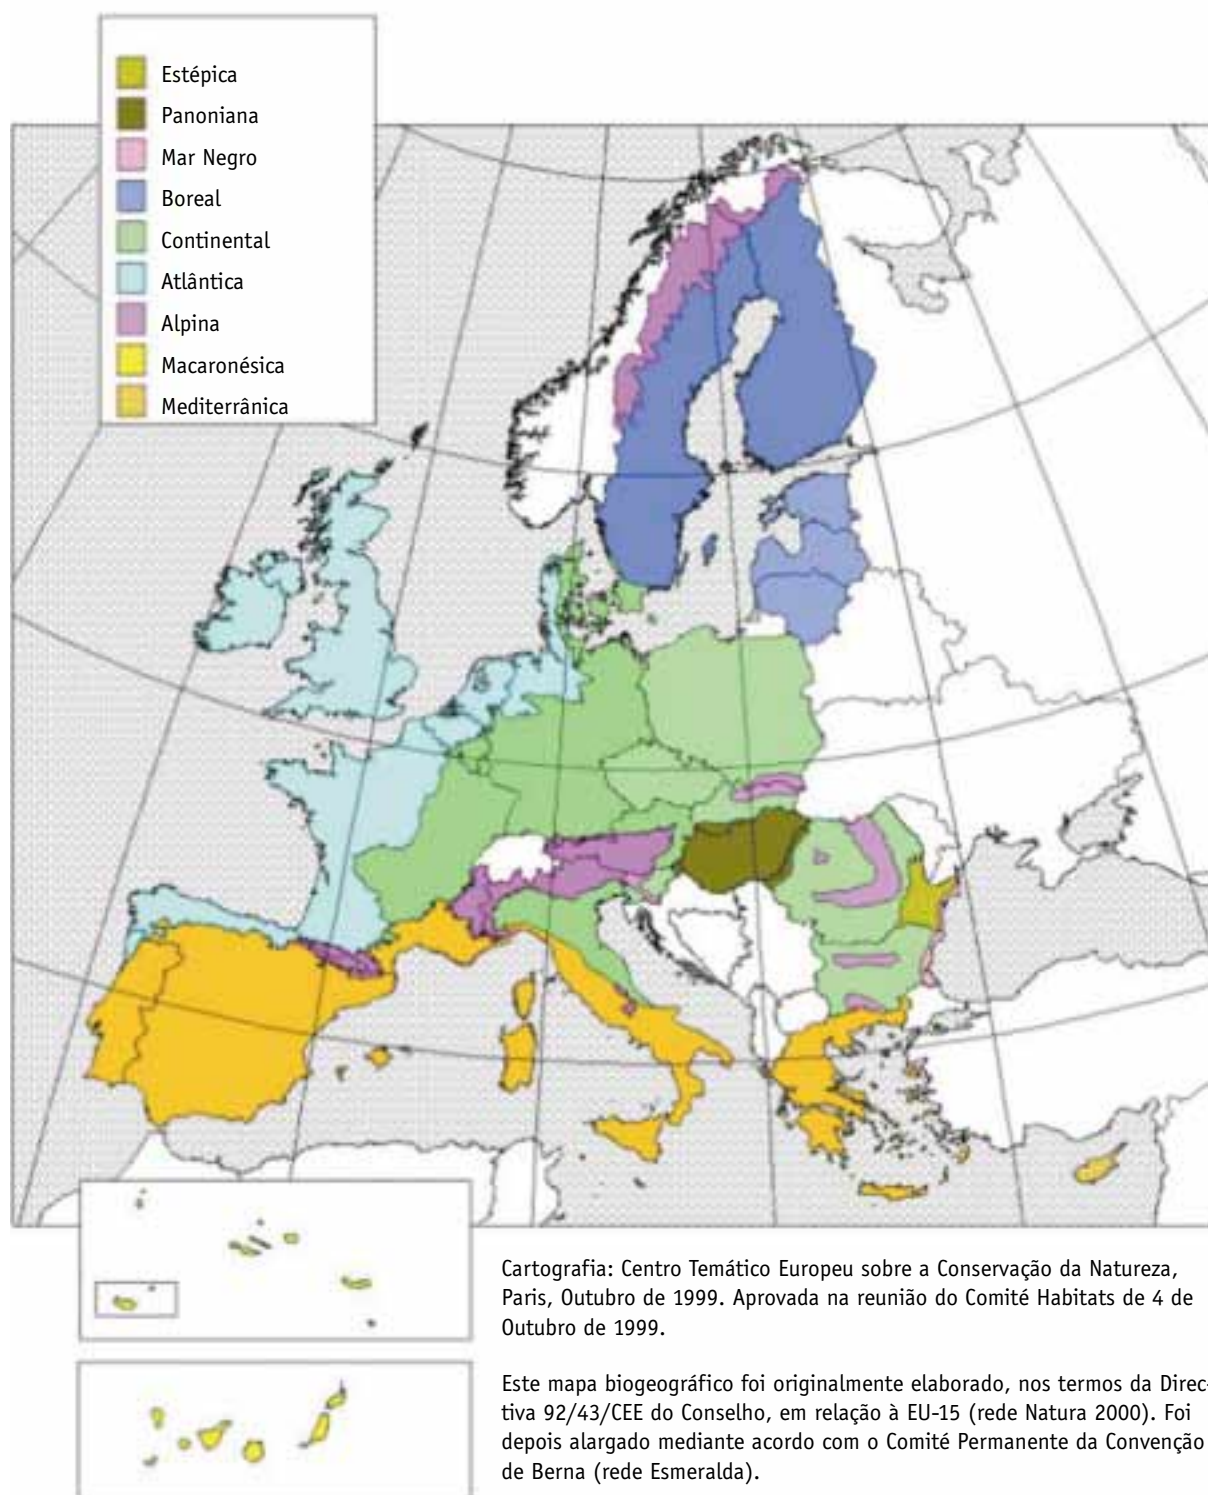 Estépica
Panoniana
Mar Negro
Boreal
Continental
Atlântica
Alpina
Macaronésica
Mediterrânica
Cartografia: Centro Temático Europeu sobre a Conservação da Natureza,
Paris, Outubro de 1999. Aprovada na reunião do Comité Habitats de 4 de
Outubro de 1999.
Este mapa biogeográfico foi originalmente elaborado, nos termos da Direc-
tiva 92/43/CEE do Conselho, em relação à EU-15 (rede Natura 2000). Foi
depois alargado mediante acordo com o Comité Permanente da Convenção
de Berna (rede Esmeralda).